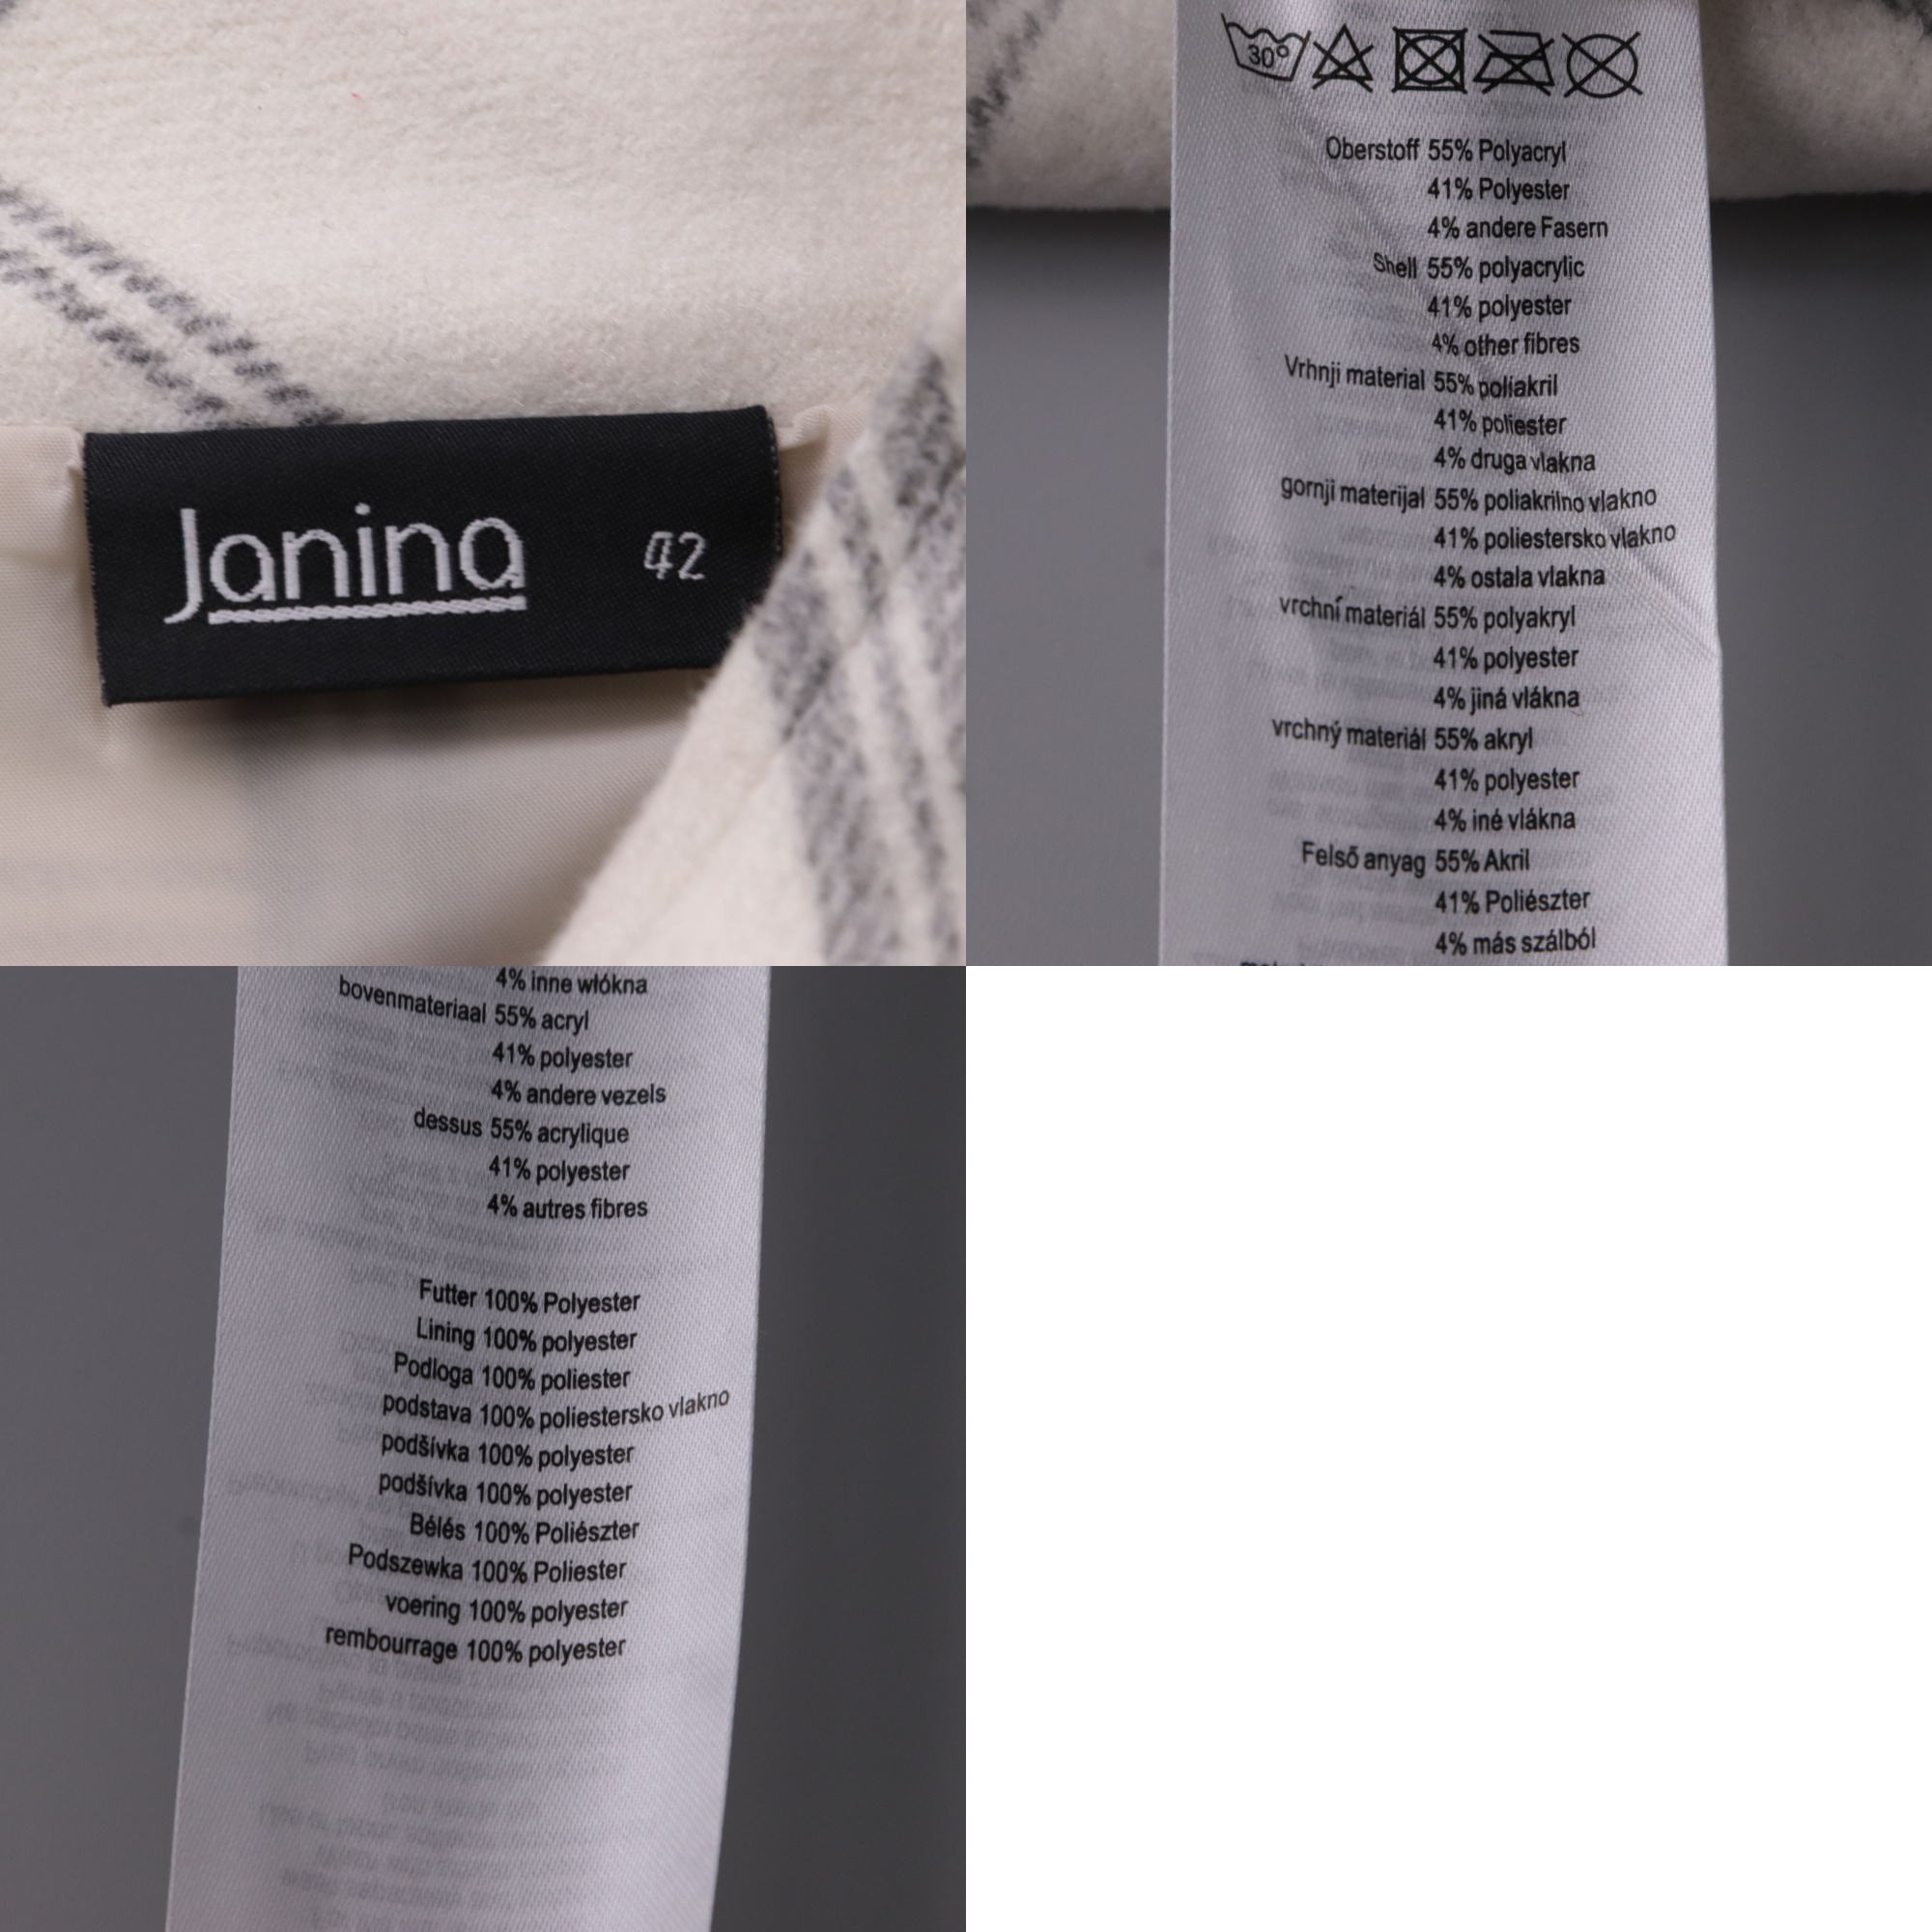 Janina 42
30°
Oberstoff 55% Polyacryl
41% Polyester
4% andere Fasern
Shell 55% polyacrylic
41% polyester
4% other fibres
Vrhnji material 55% poliakril
41% poliester
4% druga vlakna
gornji materijal 55% poliakrilno vlakno
41% poliestersko vlakno
4% ostala vlakna
vrchní materiál 55% polyakryl
41% polyester
4% jiná vlákna
vrchný materiál 55% akryl
41% polyester
4% iné vlákna
Felső anyag 55% Akril
41% Poliészter
4% más szálból
4% inne włókna
bovenmateriaal 55% acryl
41% polyester
4% andere vezels
dessus 55% acrylique
41% polyester
4% autres fibres
Futter 100% Polyester
Lining 100% polyester
Podloga 100% poliester
podstava 100% poliestersko vlakno
podšívka 100% polyester
podšívka 100% polyester
Bélés 100% Poliészter
Podszewka 100% Poliester
voering 100% polyester
rembourrage 100% polyester